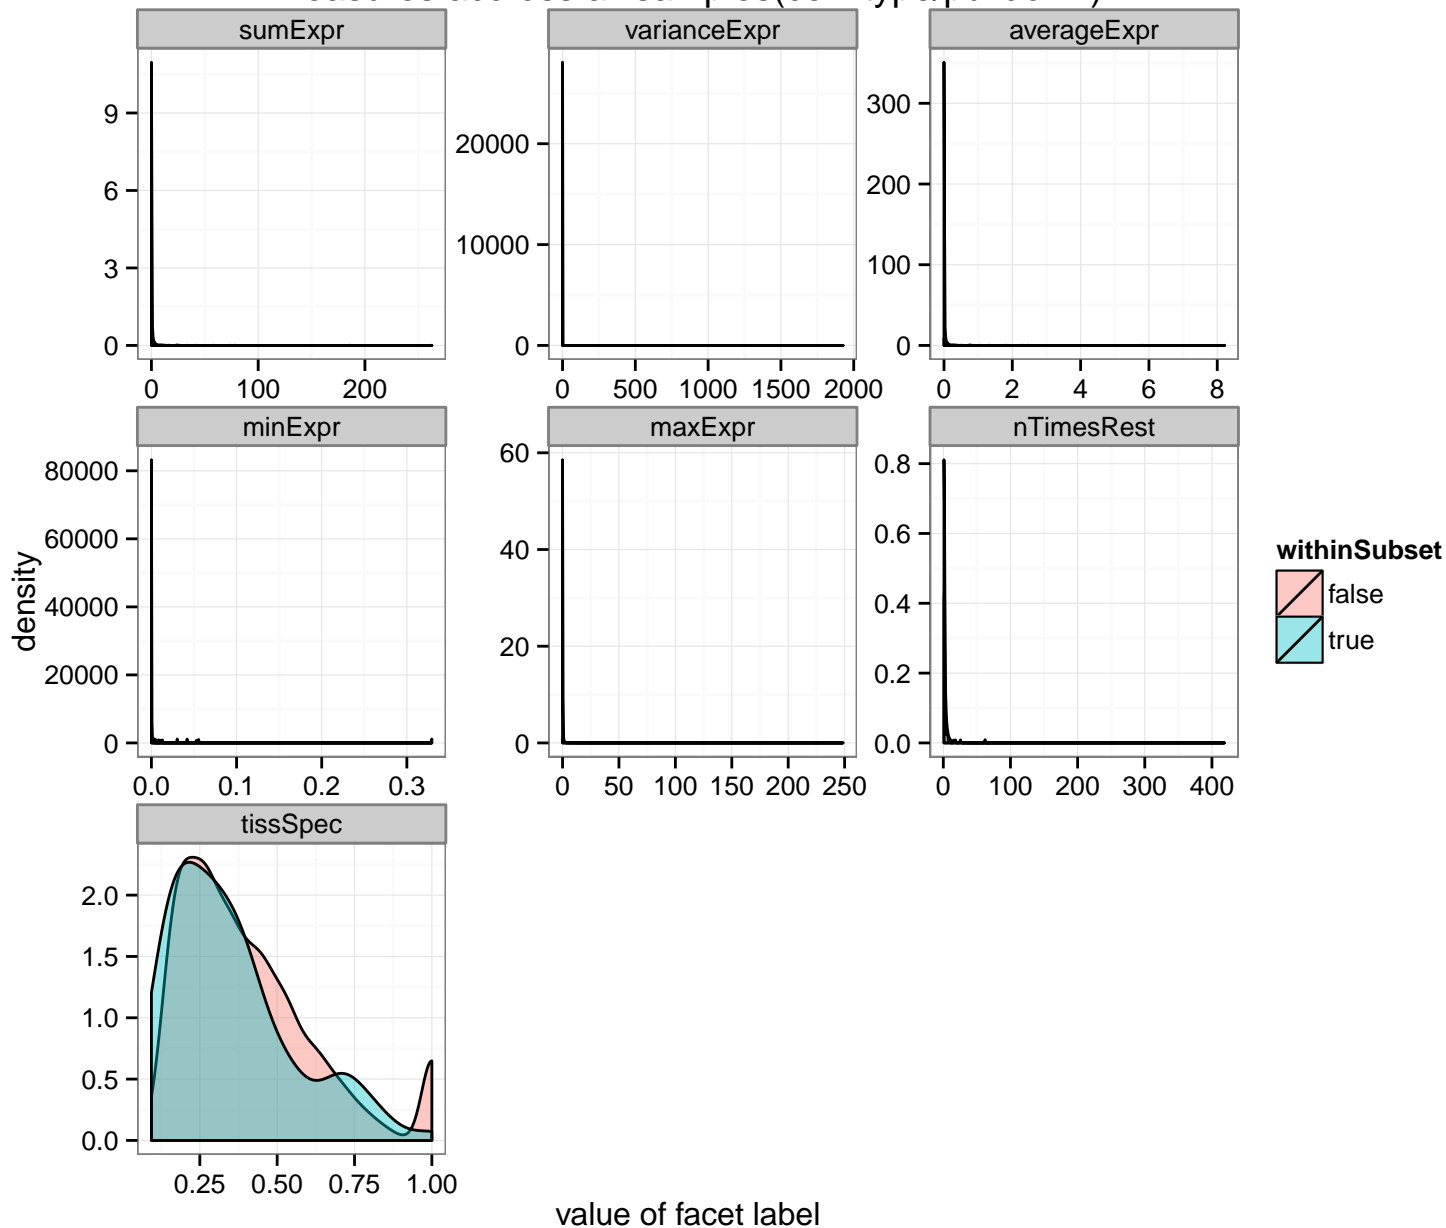 sumExpr varianceExpr averageExpr
9
6
3
0
0 100 200
20000
10000
0
0 500 1000 1500 2000
300
200
100
0
0 2 4 6 8
minExpr maxExpr nTimesRest
80000
60000
40000
20000
0
0.0 0.1 0.2 0.3
60
40
20
0
0 50 100 150 200 250
0.8
0.6
0.4
0.2
0.0
0 100 200 300 400
tissSpec
2.0
1.5
1.0
0.5
0.0
0.25 0.50 0.75 1.00
density
value of facet label
withinSubset
false
true